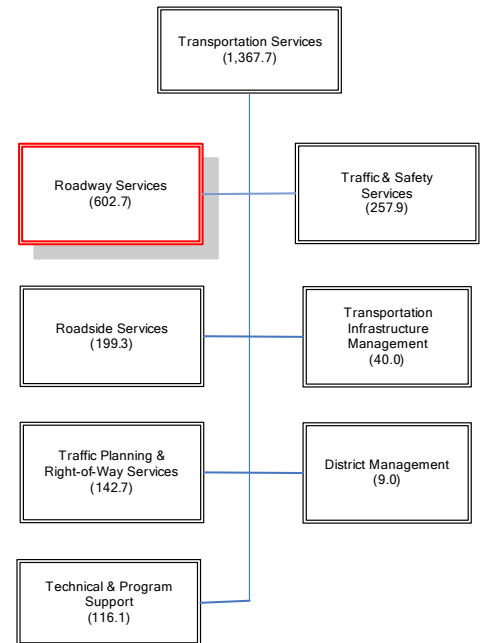 Transportation Services
(1,367.7)
Roadway Services
(602.7)
Traffic & Safety
Services
(257.9)
Roadside Services
(199.3)
Transportation
Infrastructure
Management
(40.0)
Traffic Planning &
Right-of-Way Services
(142.7)
District Management
(9.0)
Technical & Program
Support
(116.1)